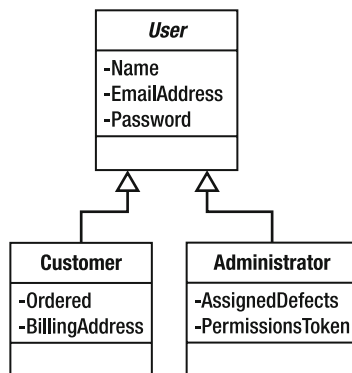 User
-Name
-EmailAddress
-Password
Customer
-Ordered
-BillingAddress
Administrator
-AssignedDefects
-PermissionsToken